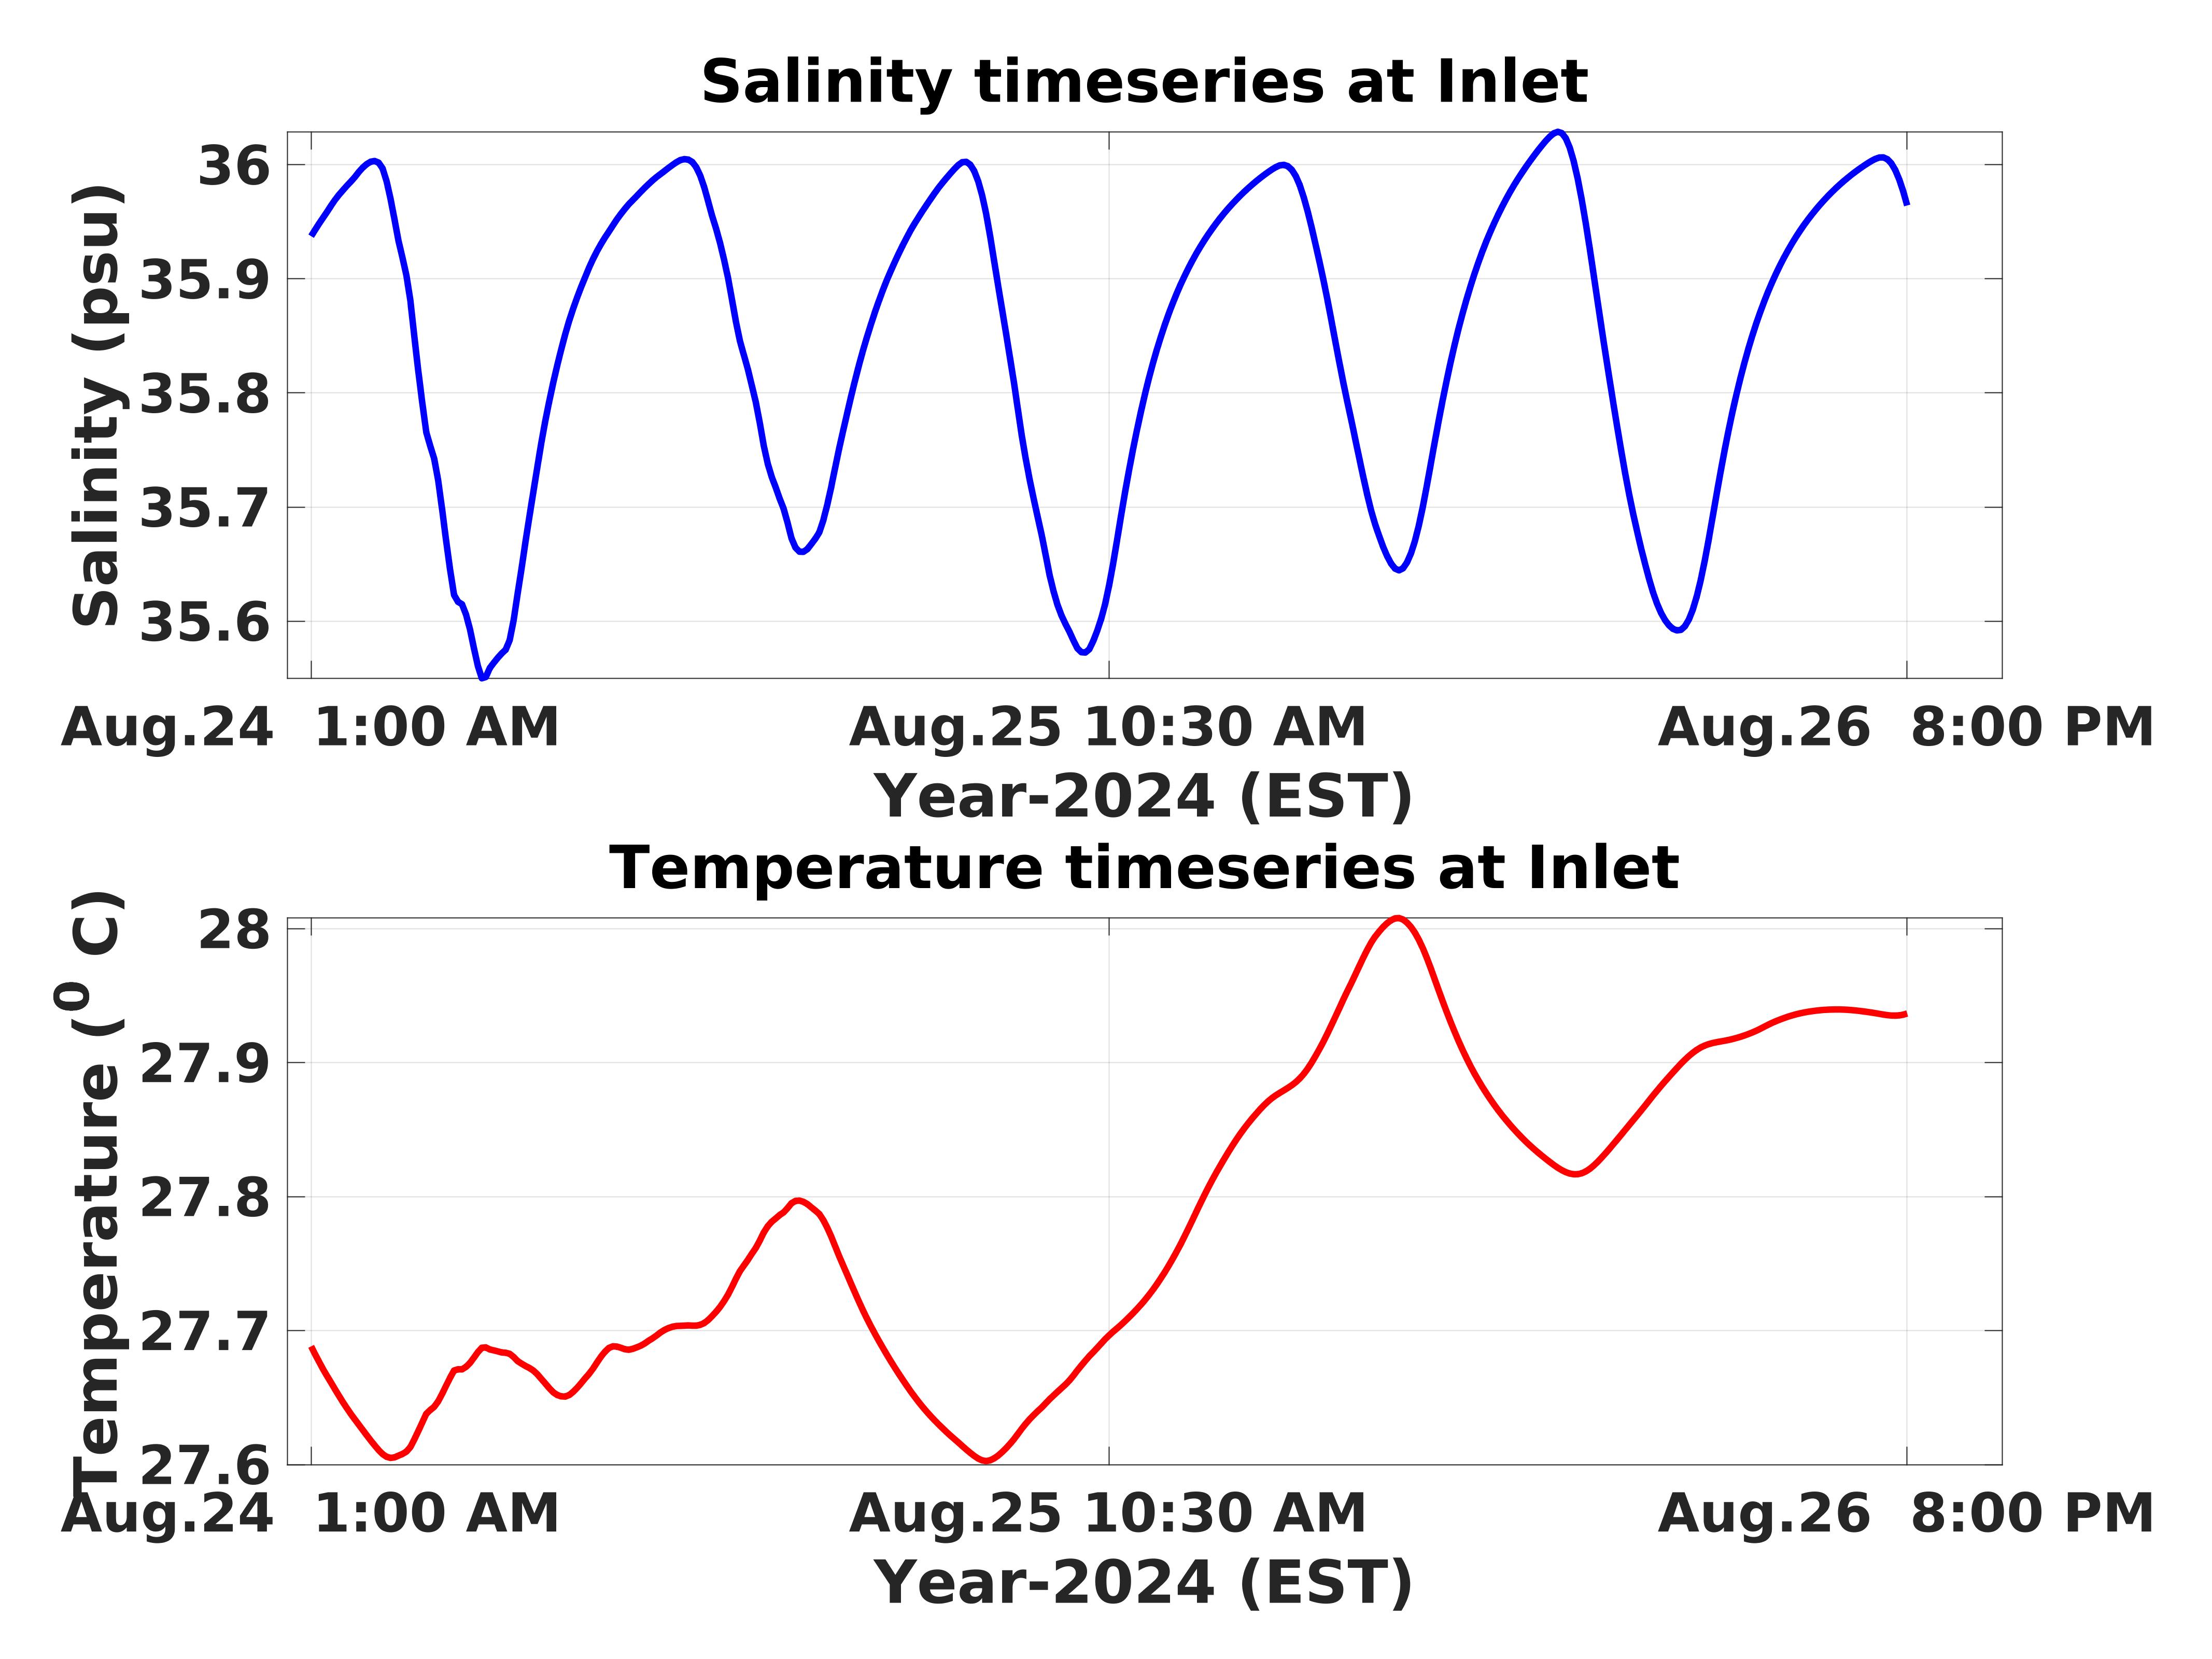 Salinity timeseries at Inlet
Salinity (psu)
36
35.9
35.8
35.7
35.6
Aug.24 1:00 AM
Aug.25 10:30 AM
Aug.26 8:00 PM
Year-2024 (EST)
Temperature timeseries at Inlet
Temperature (⁰ C)
28
27.9
27.8
27.7
27.6
Aug.24 1:00 AM
Aug.25 10:30 AM
Aug.26 8:00 PM
Year-2024 (EST)